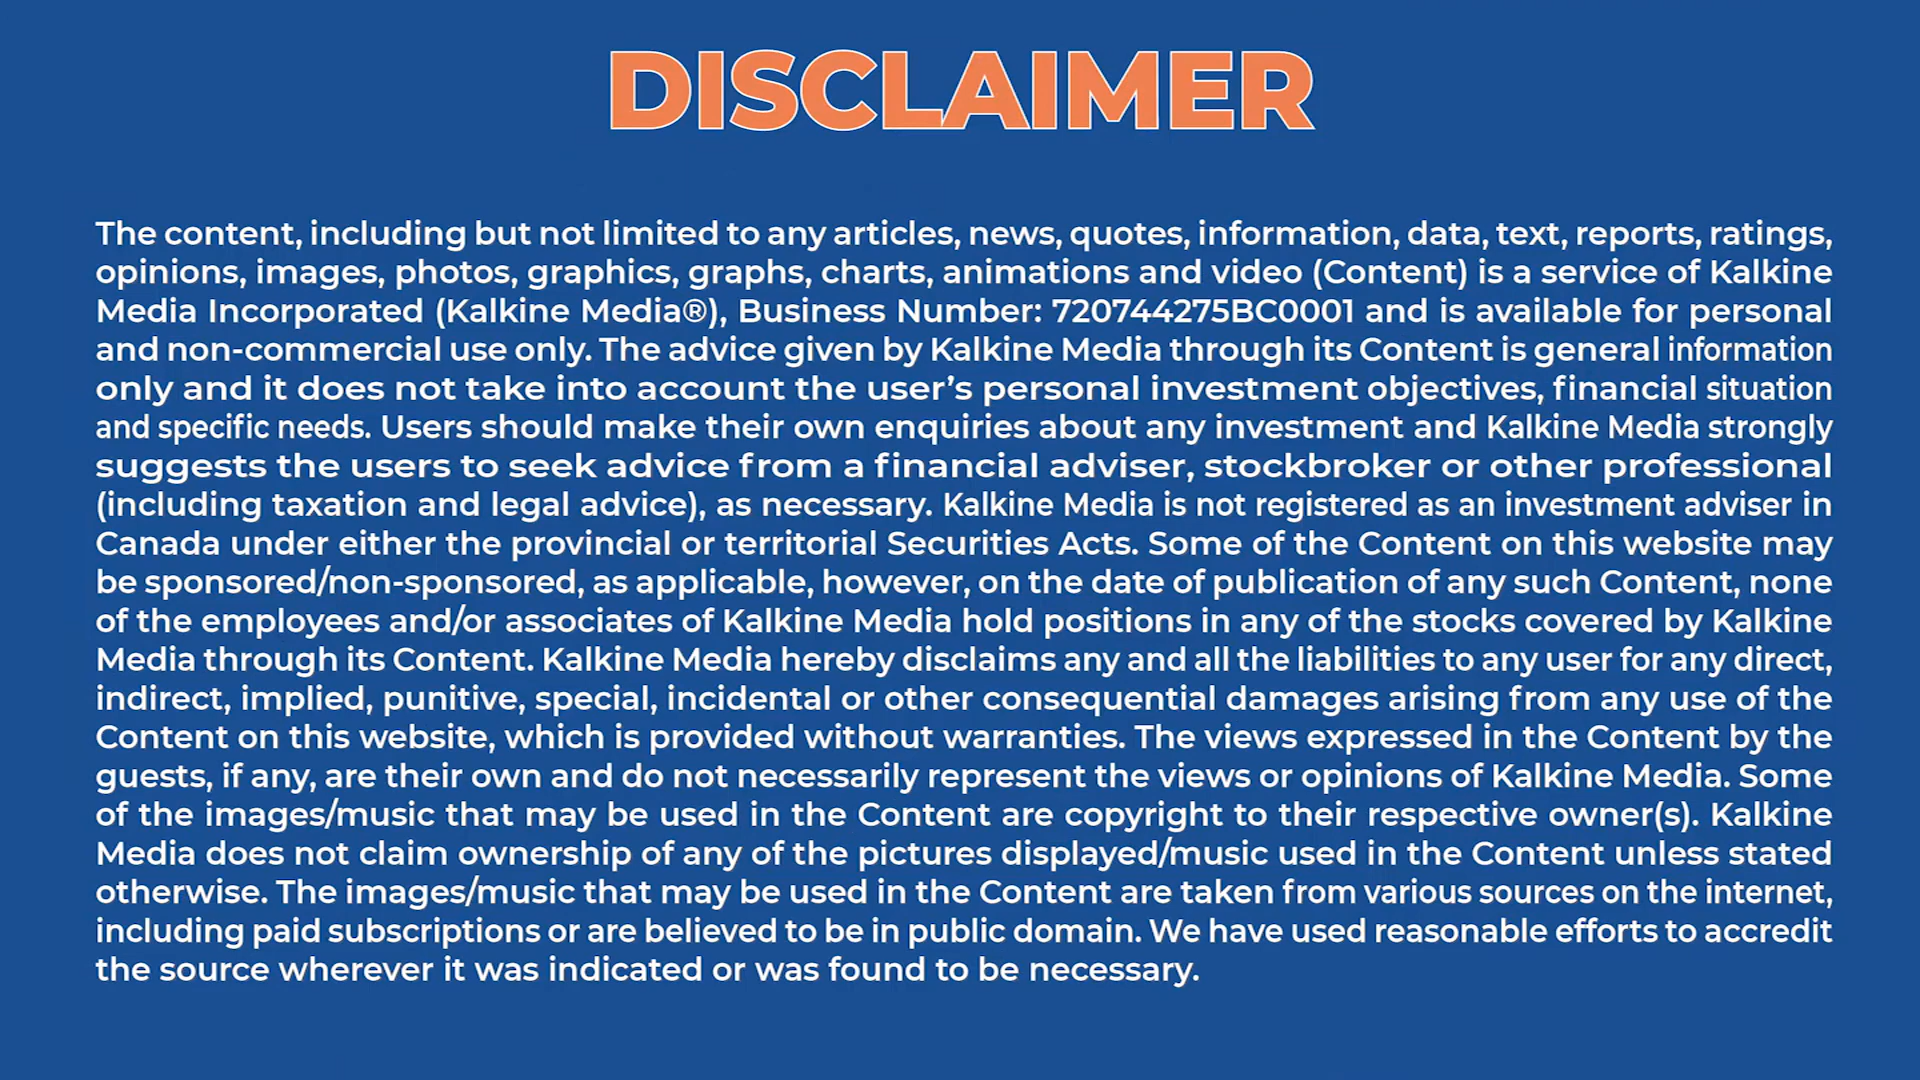 DISCLAIMER
The content, including but not limited to any articles, news, quotes, information, data, text, reports, ratings,
opinions, images, photos, graphics, graphs, charts, animations and video (Content) is a service of Kalkine
Media Incorporated (Kalkine Media®), Business Number: 720744275BC0001 and is available for personal
and non-commercial use only. The advice given by Kalkine Media through its Content is general information
only and it does not take into account the user’s personal investment objectives, financial situation
and specific needs. Users should make their own enquiries about any investment and Kalkine Media strongly
suggests the users to seek advice from a financial adviser, stockbroker or other professional
(including taxation and legal advice), as necessary. Kalkine Media is not registered as an investment adviser in
Canada under either the provincial or territorial Securities Acts. Some of the Content on this website may
be sponsored/non-sponsored, as applicable, however, on the date of publication of any such Content, none
of the employees and/or associates of Kalkine Media hold positions in any of the stocks covered by Kalkine
Media through its Content. Kalkine Media hereby disclaims any and all the liabilities to any user for any direct,
indirect, implied, punitive, special, incidental or other consequential damages arising from any use of the
Content on this website, which is provided without warranties. The views expressed in the Content by the
guests, if any, are their own and do not necessarily represent the views or opinions of Kalkine Media. Some
of the images/music that may be used in the Content are copyright to their respective owner(s). Kalkine
Media does not claim ownership of any of the pictures displayed/music used in the Content unless stated
otherwise. The images/music that may be used in the Content are taken from various sources on the internet,
including paid subscriptions or are believed to be in public domain. We have used reasonable efforts to accredit
the source wherever it was indicated or was found to be necessary.